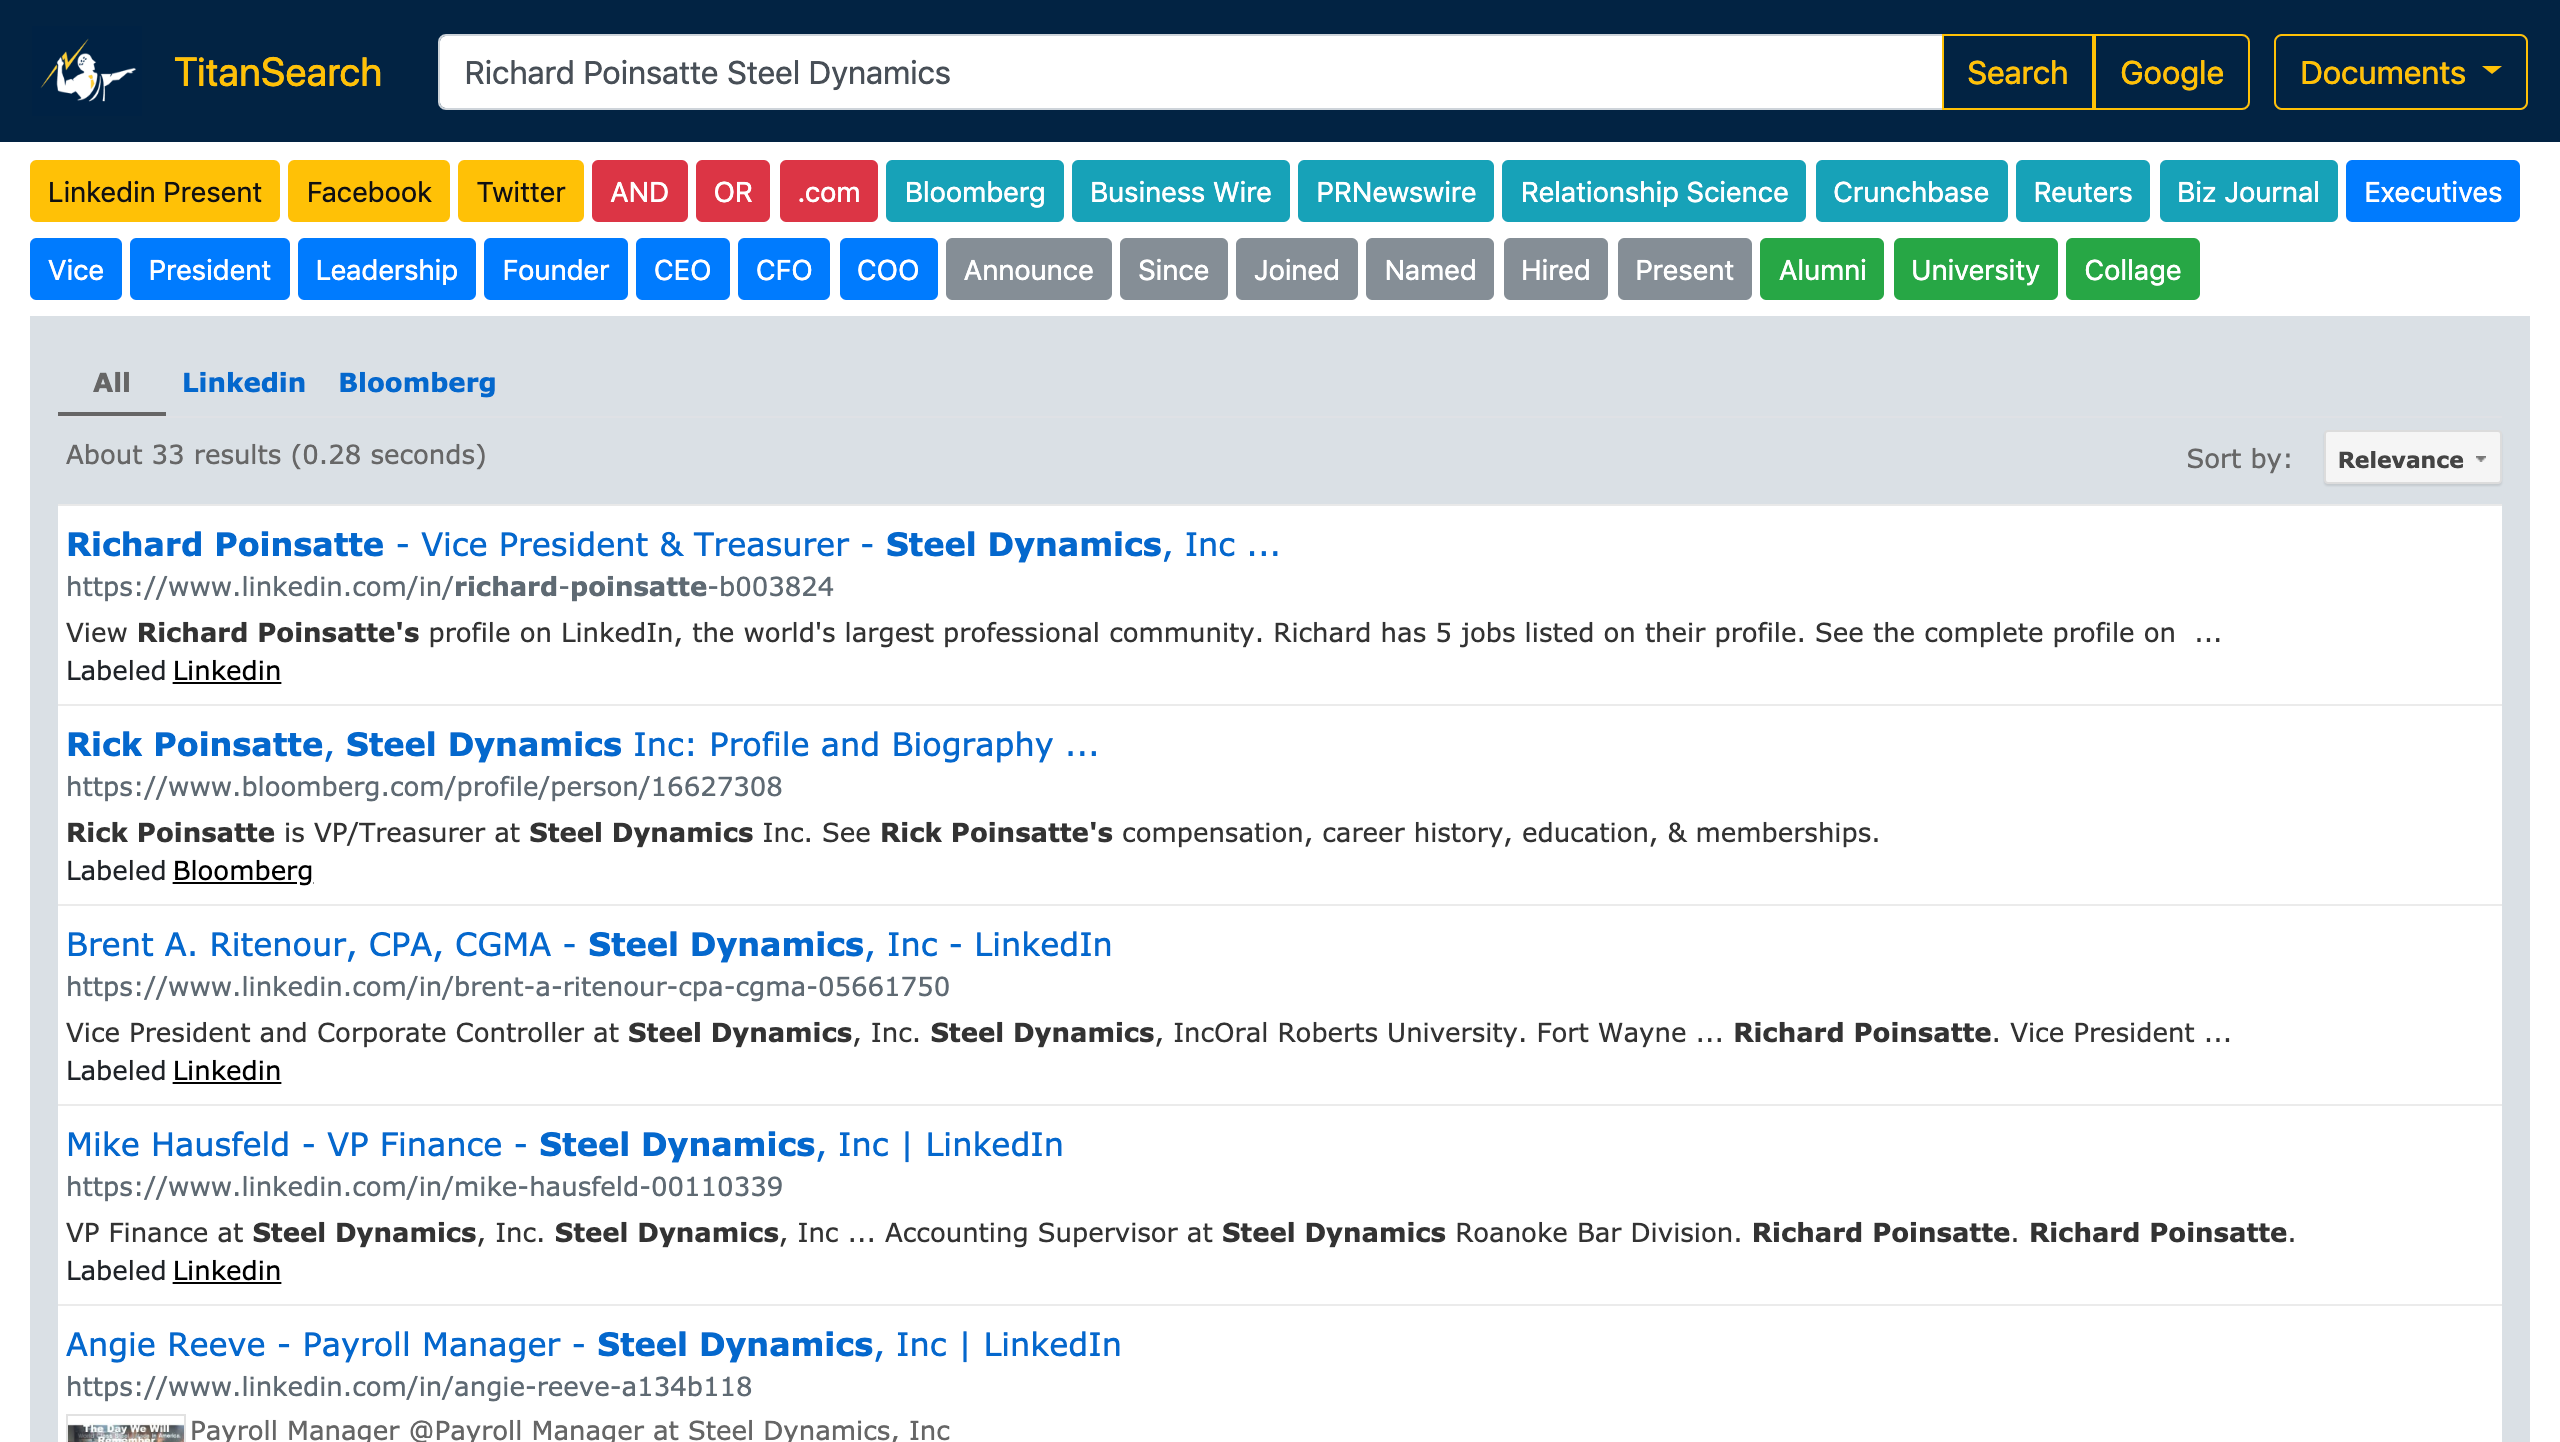 TitanSearch Richard Poinsatte Steel Dynamics Search Google Documents
Linkedin Present Facebook Twitter AND OR .com Bloomberg Business Wire PRNewswire Relationship Science Crunchbase Reuters Biz Journal Executives
Vice President Leadership Founder CEO CFO COO Announce Since Joined Named Hired Present Alumni University Collage
All Linkedin Bloomberg
About 33 results (0.28 seconds) Sort by: Relevance
Richard Poinsatte - Vice President & Treasurer - Steel Dynamics, Inc ...
https://www.linkedin.com/in/richard-poinsatte-b003824
View Richard Poinsatte's profile on LinkedIn, the world's largest professional community. Richard has 5 jobs listed on their profile. See the complete profile on ...
Labeled Linkedin
Rick Poinsatte, Steel Dynamics Inc: Profile and Biography ...
https://www.bloomberg.com/profile/person/16627308
Rick Poinsatte is VP/Treasurer at Steel Dynamics Inc. See Rick Poinsatte's compensation, career history, education, & memberships.
Labeled Bloomberg
Brent A. Ritenour, CPA, CGMA - Steel Dynamics, Inc - LinkedIn
https://www.linkedin.com/in/brent-a-ritenour-cpa-cgma-05661750
Vice President and Corporate Controller at Steel Dynamics, Inc. Steel Dynamics, IncOral Roberts University. Fort Wayne ... Richard Poinsatte. Vice President ...
Labeled Linkedin
Mike Hausfeld - VP Finance - Steel Dynamics, Inc | LinkedIn
https://www.linkedin.com/in/mike-hausfeld-00110339
VP Finance at Steel Dynamics, Inc. Steel Dynamics, Inc ... Accounting Supervisor at Steel Dynamics Roanoke Bar Division. Richard Poinsatte. Richard Poinsatte.
Labeled Linkedin
Angie Reeve - Payroll Manager - Steel Dynamics, Inc | LinkedIn
https://www.linkedin.com/in/angie-reeve-a134b118
The Day We Will
Remember
Payroll Manager @Payroll Manager at Steel Dynamics, Inc